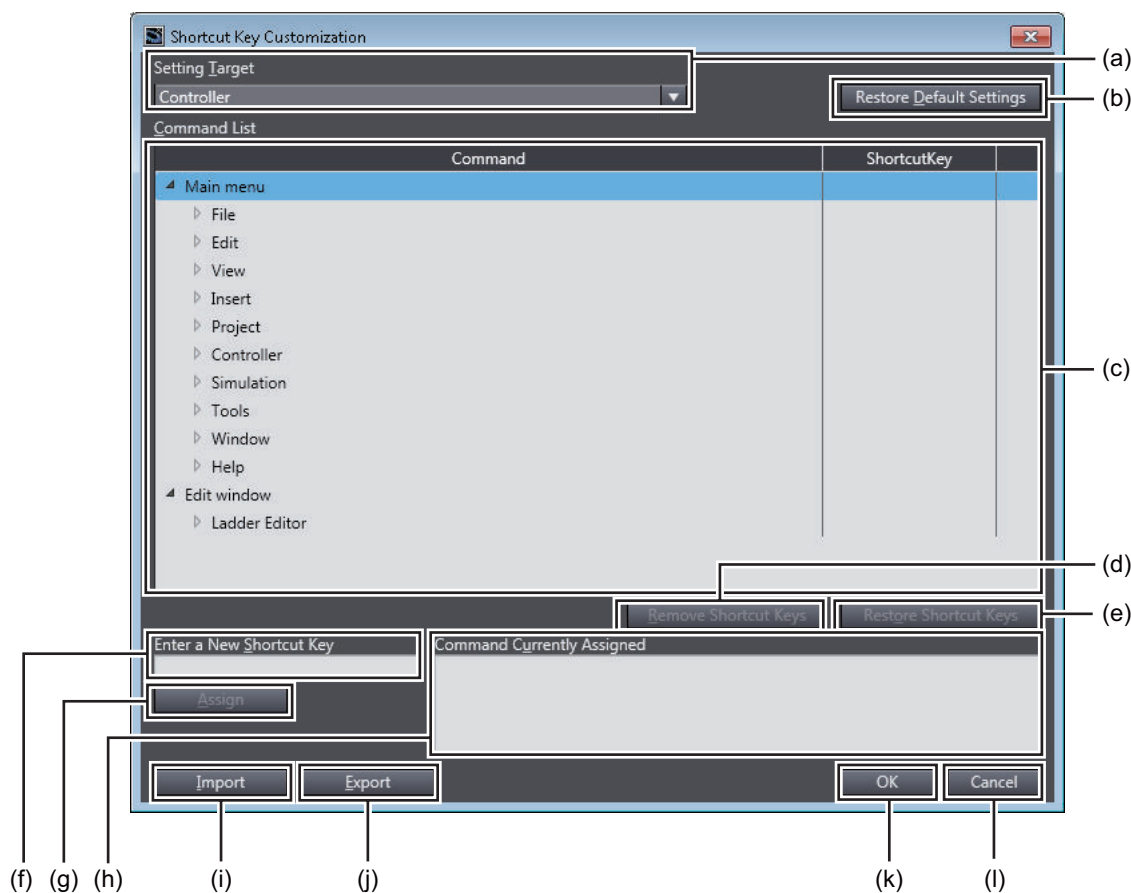 Shortcut Key Customization
(a)
Setting Target
Controller
Restore Default Settings
(b)
Command List
Command ShortcutKey
Main menu
File
Edit
View
Insert
Project
Controller
(c)
Simulation
Tools
Window
Help
Edit window
Ladder Editor
(d)
Remove Shortcut Keys
Restore Shortcut Keys
(e)
Enter a New Shortcut Key
Command Currently Assigned
Assign
Import
Export
OK
Cancel
(f) (g) (h) (i) (j) (k) (l)